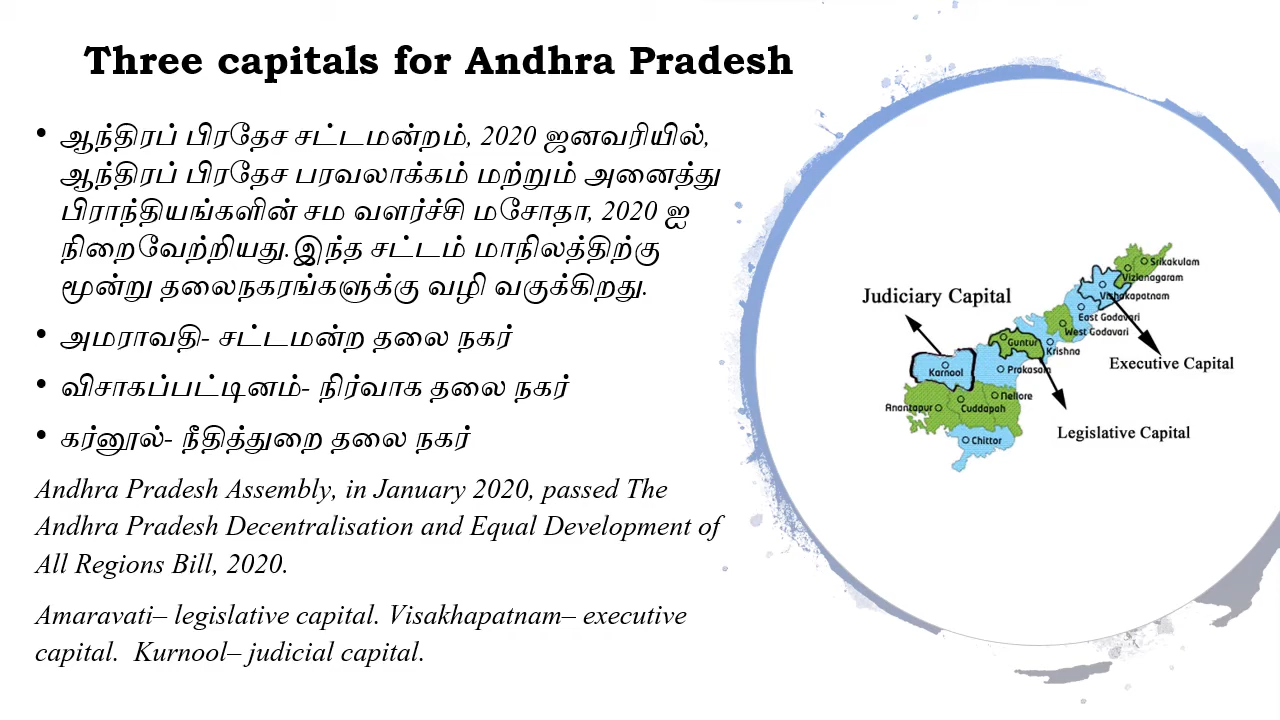 Three capitals for Andhra Pradesh
• ஆந்திரப் பிரதேச சட்டமன்றம், 2020 ஜனவரியில்,
ஆந்திரப் பிரதேச பரவலாக்கம் மற்றும் அனைத்து
பிராந்தியங்களின் சம வளர்ச்சி மசோதா, 2020 ஐ
நிறைவேற்றியது.இந்த சட்டம் மாநிலத்திற்கு
மூன்று தலைநகரங்களுக்கு வழி வகுக்கிறது.
• அமராவதி- சட்டமன்ற தலை நகர்
• விசாகப்பட்டினம்- நிர்வாக தலை நகர்
• கர்னூல்- நீதித்துறை தலை நகர்
Andhra Pradesh Assembly, in January 2020, passed The
Andhra Pradesh Decentralisation and Equal Development of
All Regions Bill, 2020.
Amaravati– legislative capital. Visakhapatnam– executive
capital.  Kurnool– judicial capital.
Srikakulam
Vizianagaram
Vishakapatnam
East Godavari
West Godavari
Krishna
Guntur
Prakasam
Karnool
Nellore
Cuddapah
Anantapur
Chittor
Judiciary Capital
Executive Capital
Legislative Capital